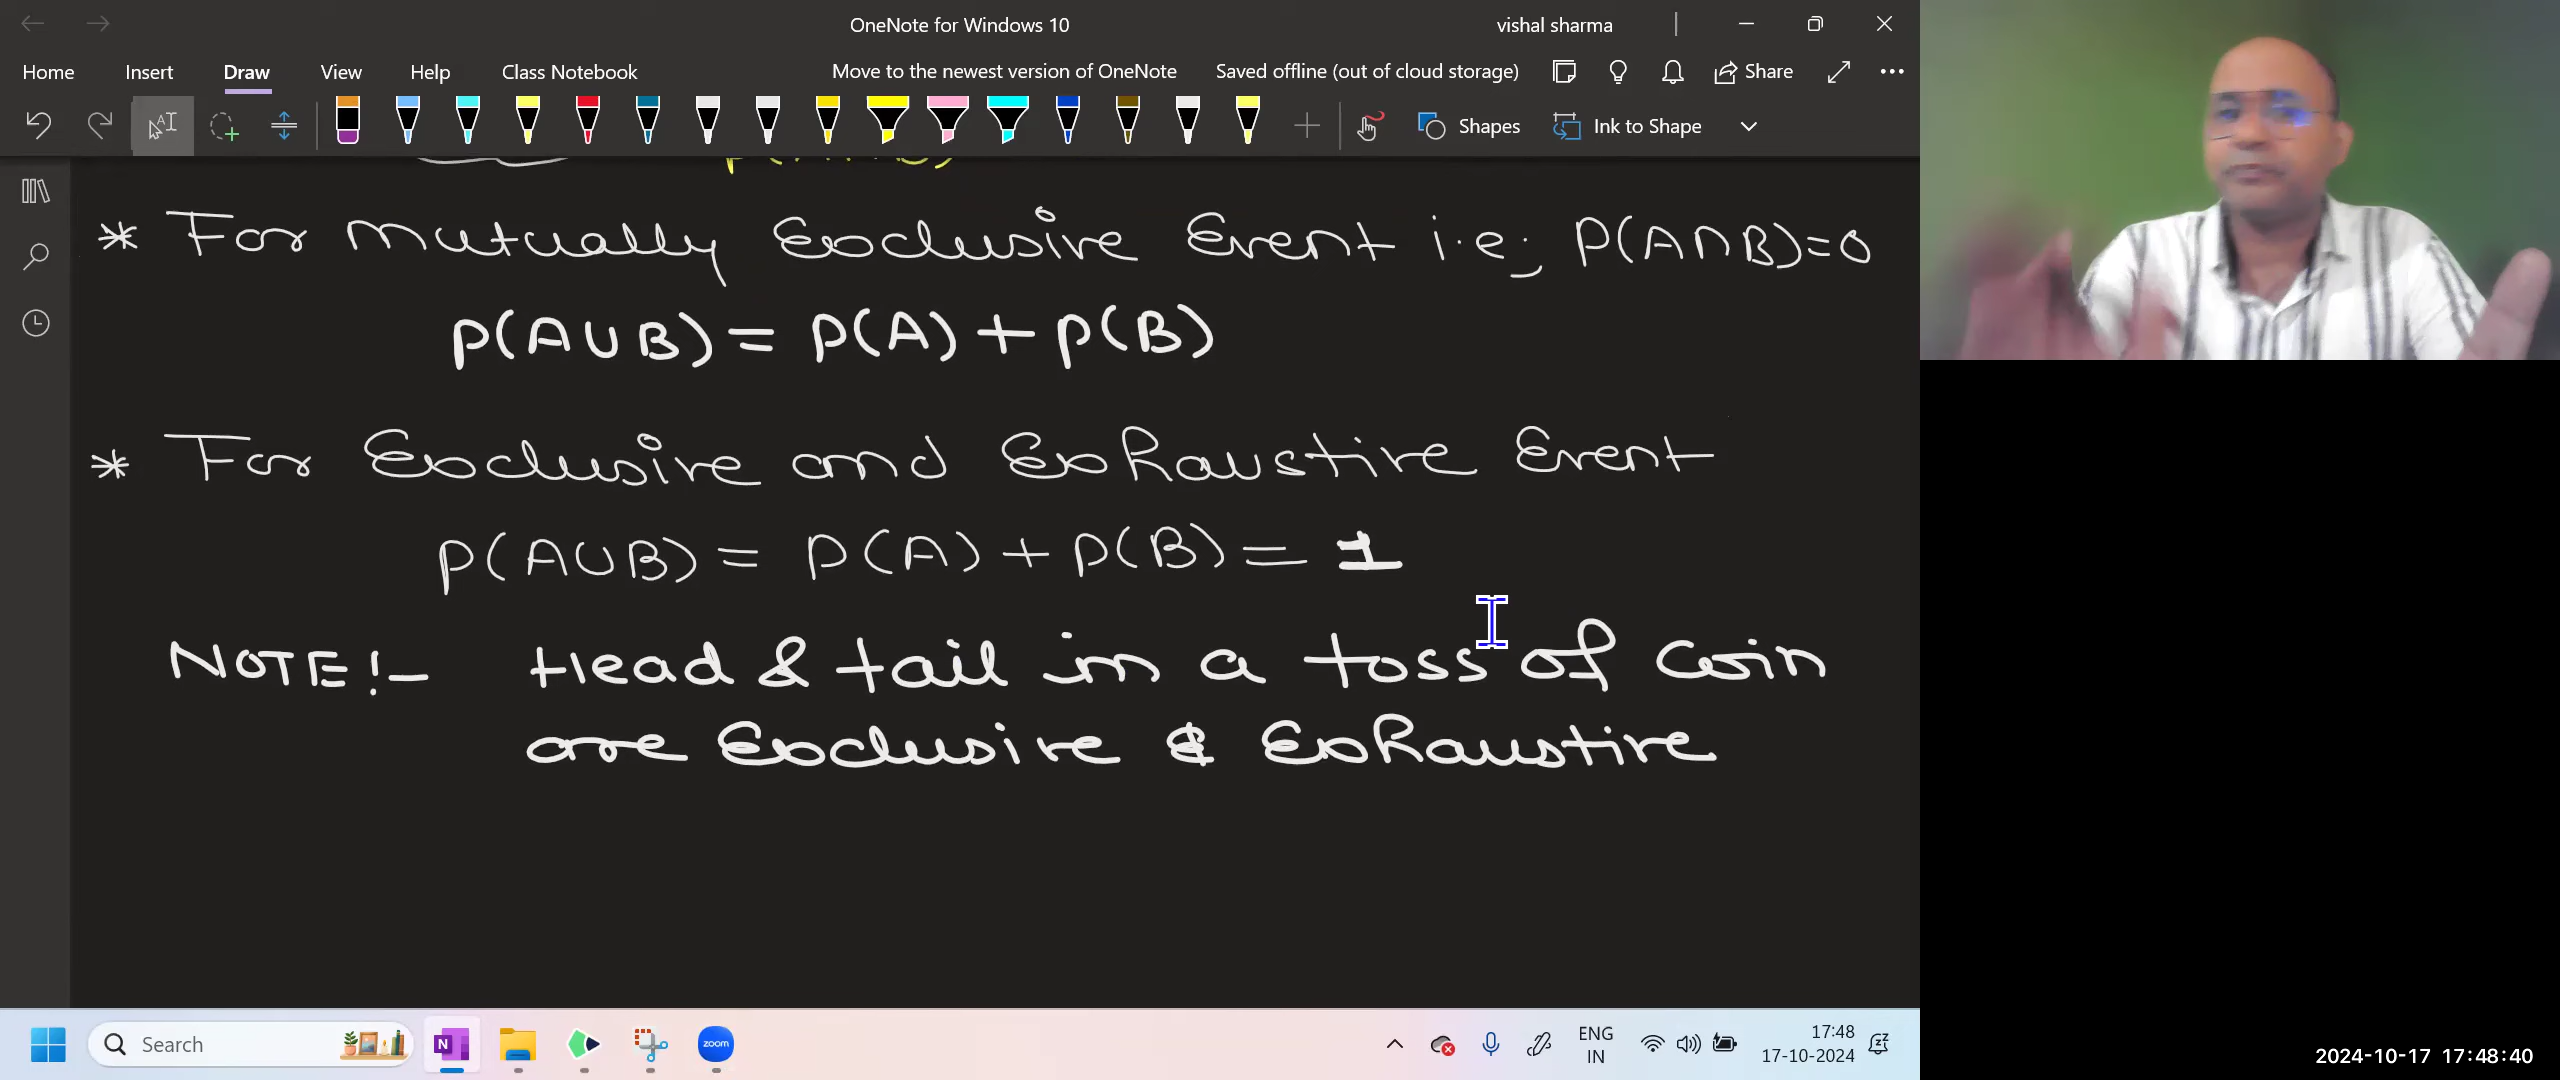 OneNote for Windows 10
vishal sharma
Home Insert Draw View Help Class Notebook Move to the newest version of OneNote Saved offline (out of cloud storage) Share
Shapes Ink to Shape
* For Mutually Exclusive Event i.e; P(A∩B)=0
P(A∪B) = P(A) + P(B)
* For Exclusive and Exhaustive Event
P(A∪B) = P(A) + P(B) = 1
NOTE:- Head & tail in a toss of coin
are Exclusive & Exhaustive
Search
zoom
ENG
IN
17:48
17-10-2024
2024-10-17 17:48:40